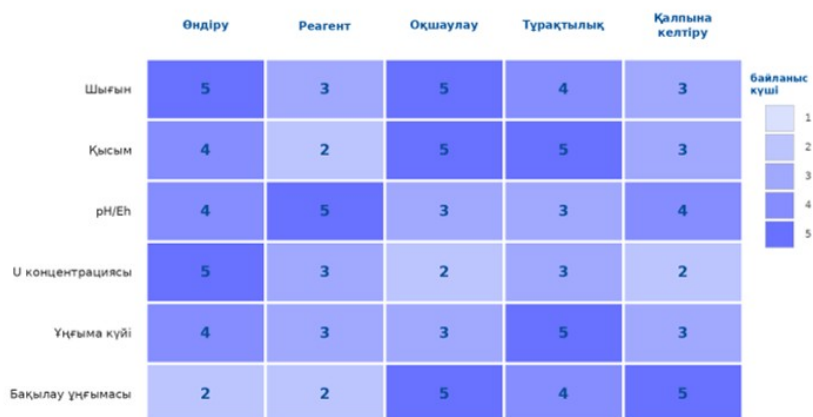 Өндіру Реагент Оқшаулау Тұрақтылық Қалпына
келтіру
Шығын 5 3 5 4 3
Қысым 4 2 5 5 3
pH/Eh 4 5 3 3 4
U концентрациясы 5 3 2 3 2
Ұңғыма күйі 4 3 3 5 3
Бақылау ұңғымасы 2 2 5 4 5
байланыс
күші
1
2
3
4
5